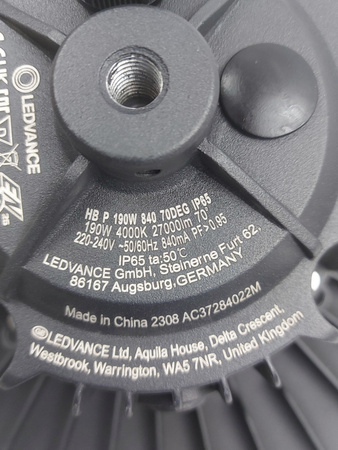 LEDVANCE
HB P 190W 840 70DEG IP65
190W 4000K 27000lm 70°
220-240V ~50/60Hz 840mA PF>0.95
IP65 ta:50°C
LEDVANCE GmbH, Steinerne Furt 62,
86167 Augsburg, GERMANY
Made in China 2308 AC37284022M
GB LEDVANCE Ltd, Aquila House, Delta Crescent,
Westbrook, Warrington, WA5 7NR, United Kingdom